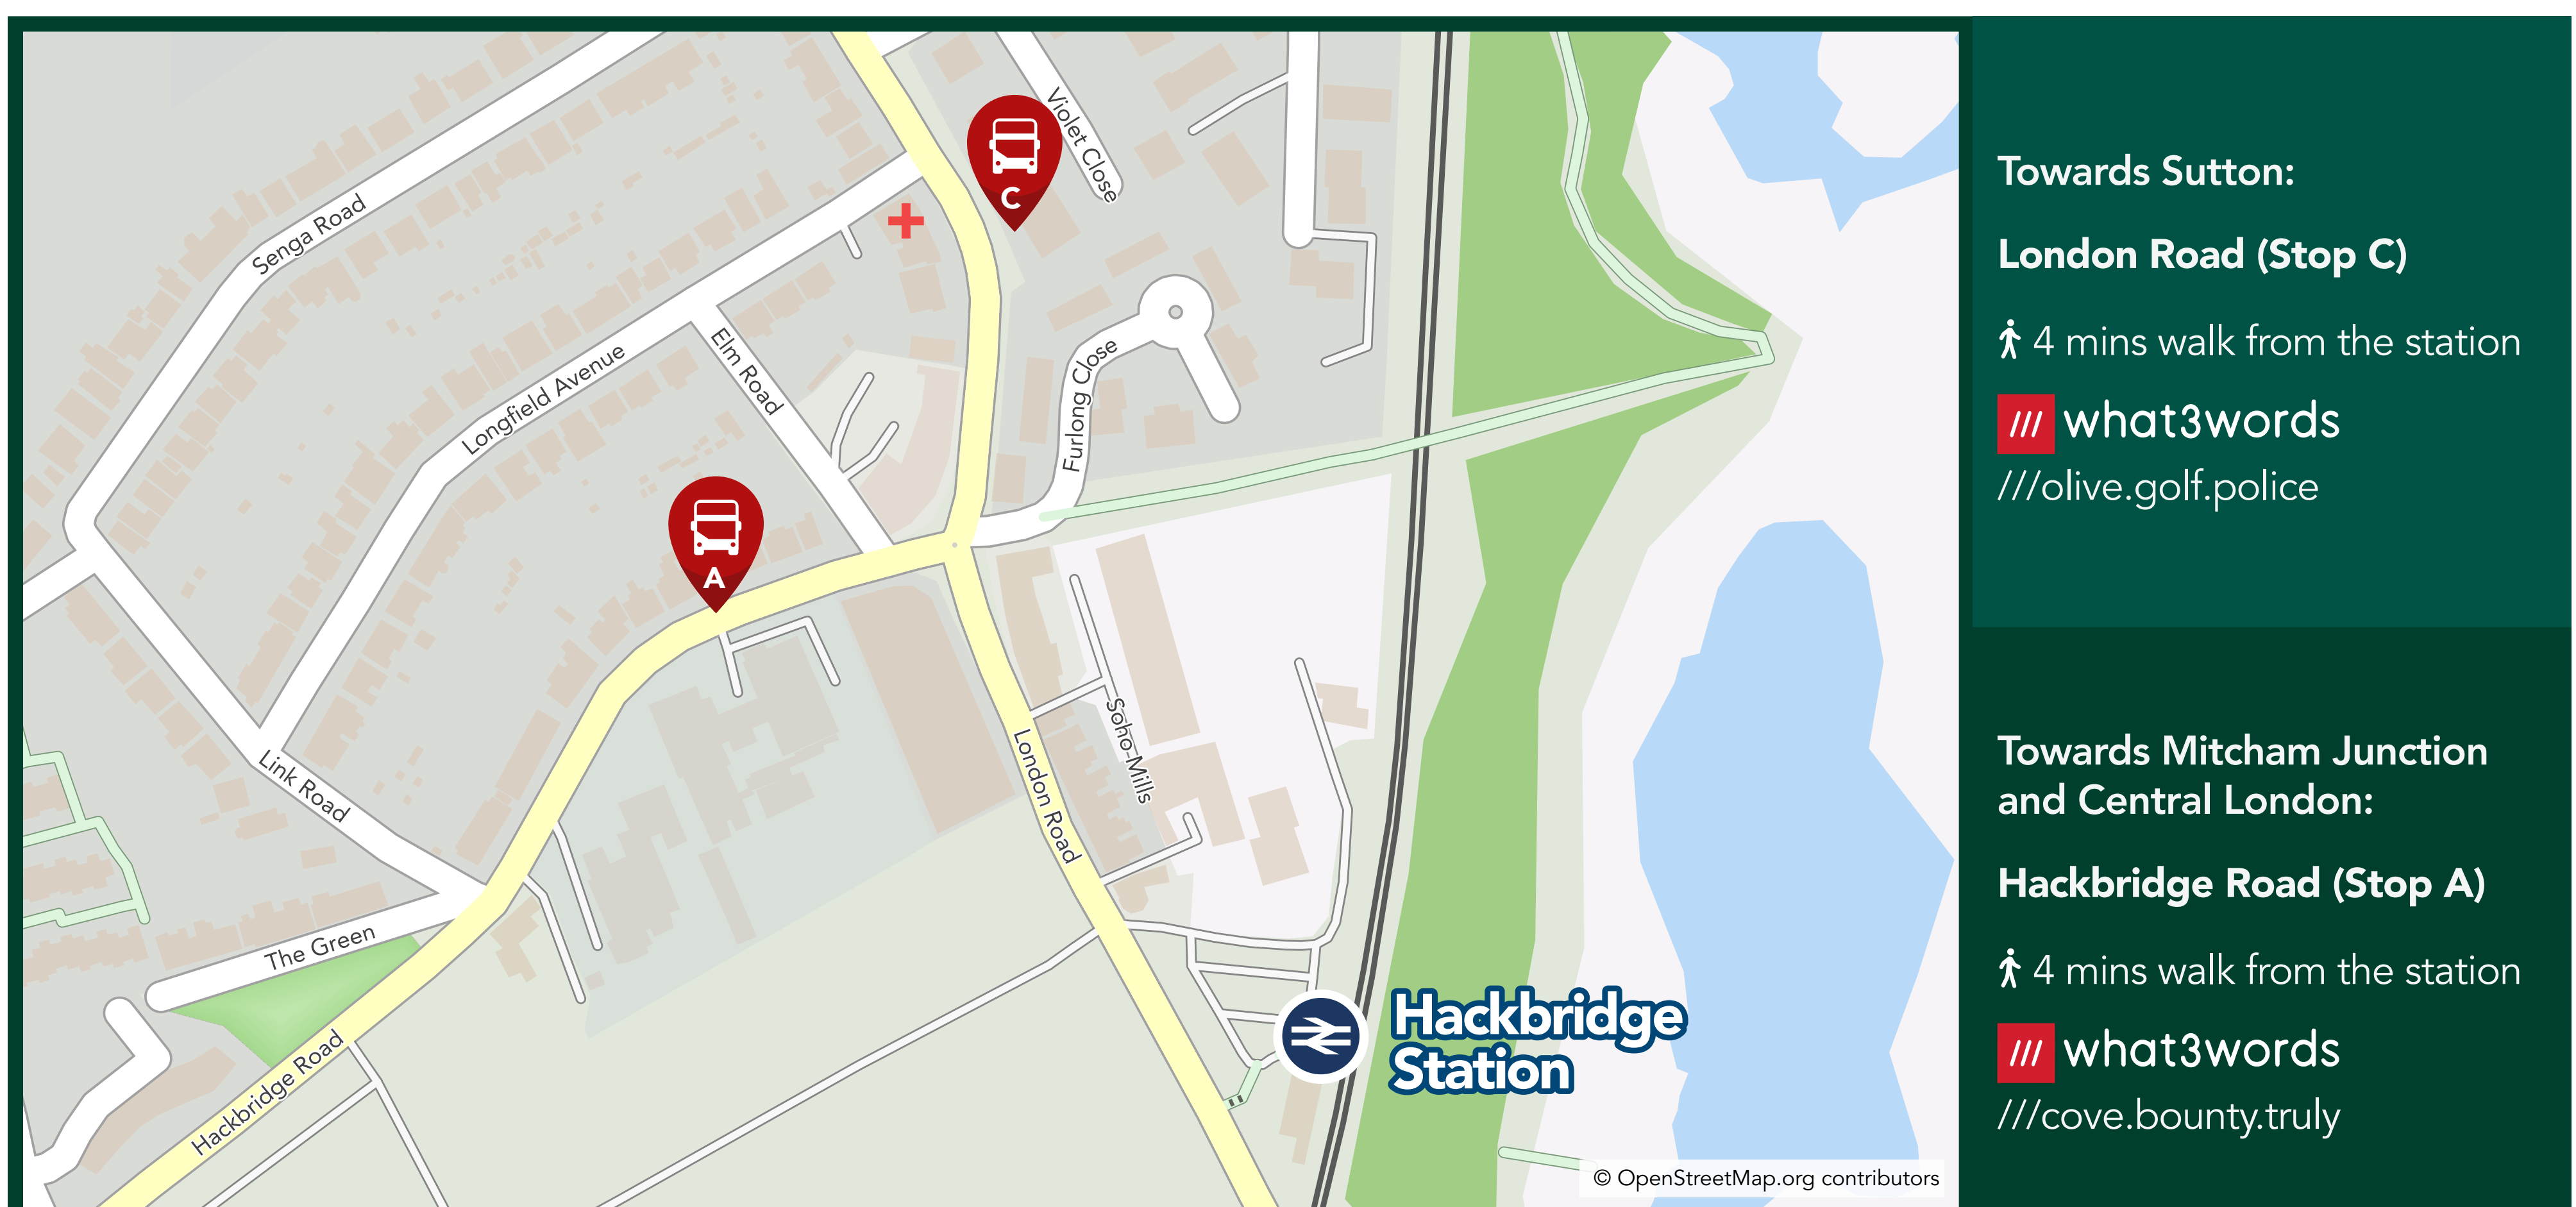 Violet Close
C
Senga Road
Longfield Avenue
Elm Road
Furlong Close
A
Soho Mills
London Road
Link Road
The Green
Hackbridge Road
Hackbridge
Station
© OpenStreetMap.org contributors
Towards Sutton:
London Road (Stop C)
4 mins walk from the station
/// what3words
///olive.golf.police
Towards Mitcham Junction
and Central London:
Hackbridge Road (Stop A)
4 mins walk from the station
/// what3words
///cove.bounty.truly